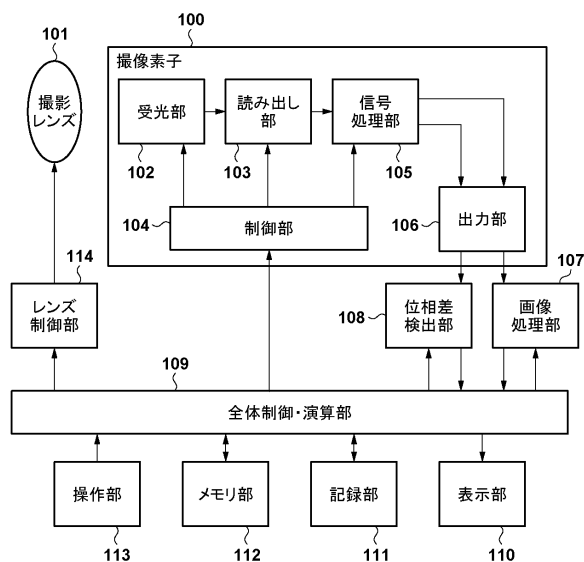 101
100
撮像素子
撮影
レンズ
受光部
読み出し
部
信号
処理部
102
103
105
104
制御部
106
出力部
114
107
レンズ
制御部
108
位相差
検出部
画像
処理部
109
全体制御・演算部
操作部
メモリ部
記録部
表示部
113
112
111
110